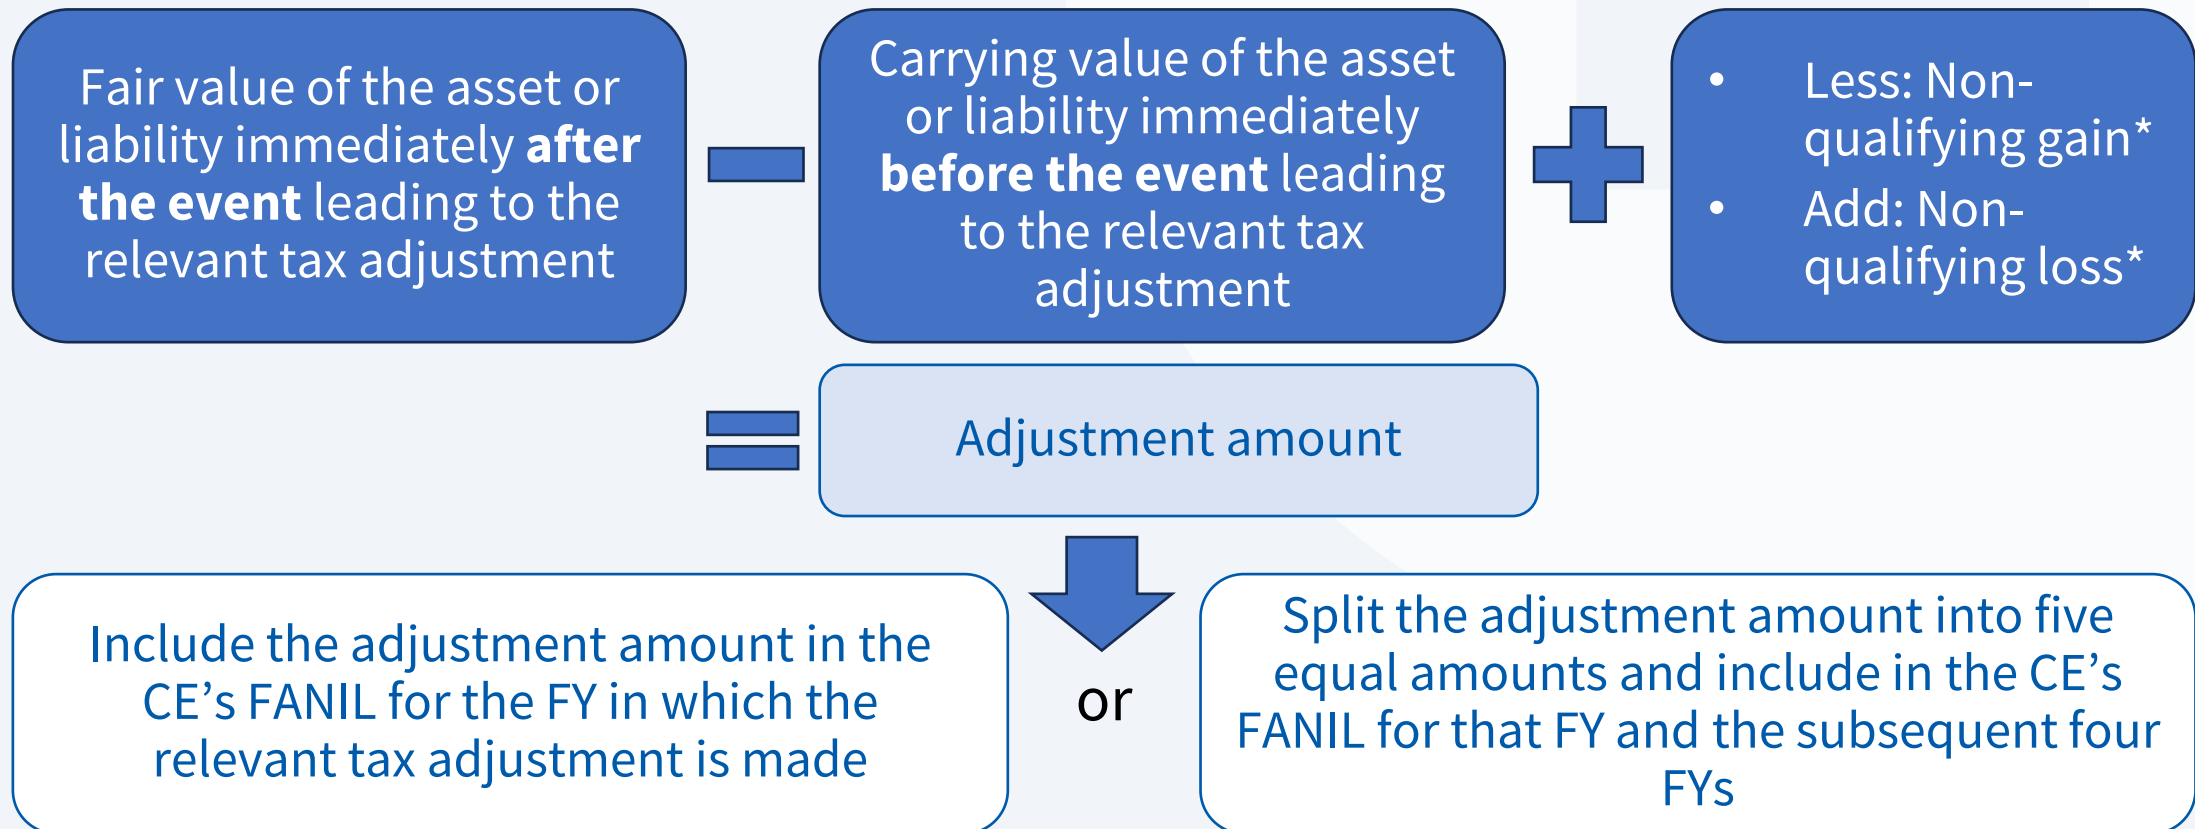 Fair value of the asset or
liability immediately after
the event leading to the
relevant tax adjustment
Carrying value of the asset
or liability immediately
before the event leading
to the relevant tax
adjustment
• Less: Non-
qualifying gain*
• Add: Non-
qualifying loss*
Adjustment amount
Include the adjustment amount in the
CE’s FANIL for the FY in which the
relevant tax adjustment is made
or
Split the adjustment amount into five
equal amounts and include in the CE’s
FANIL for that FY and the subsequent four
FYs